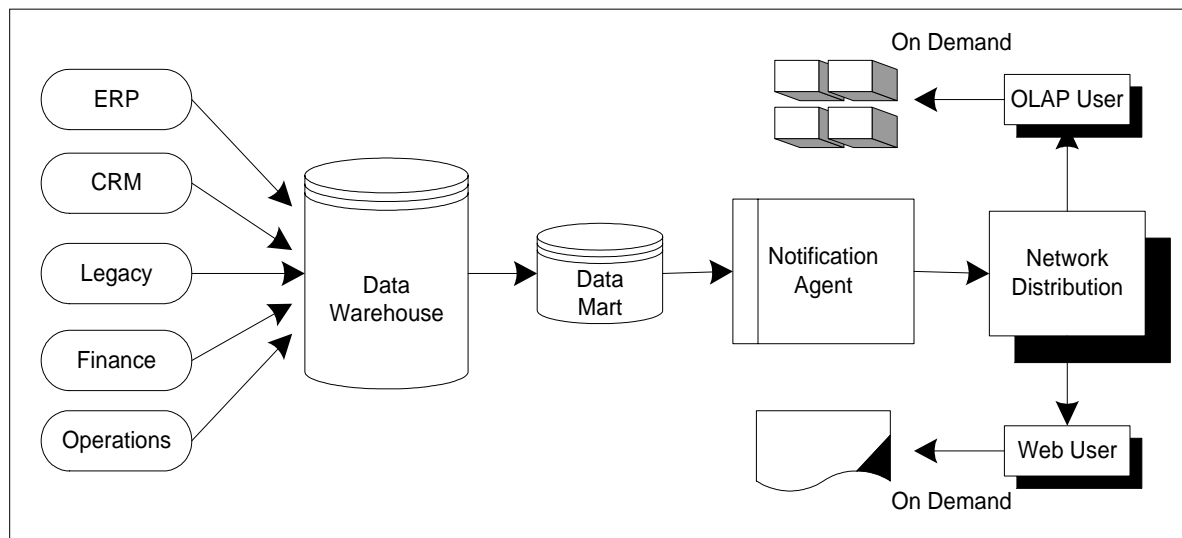 ERP
CRM
Legacy
Finance
Operations
Data
Warehouse
Data
Mart
Notification
Agent
Network
Distribution
On Demand
OLAP User
Web User
On Demand